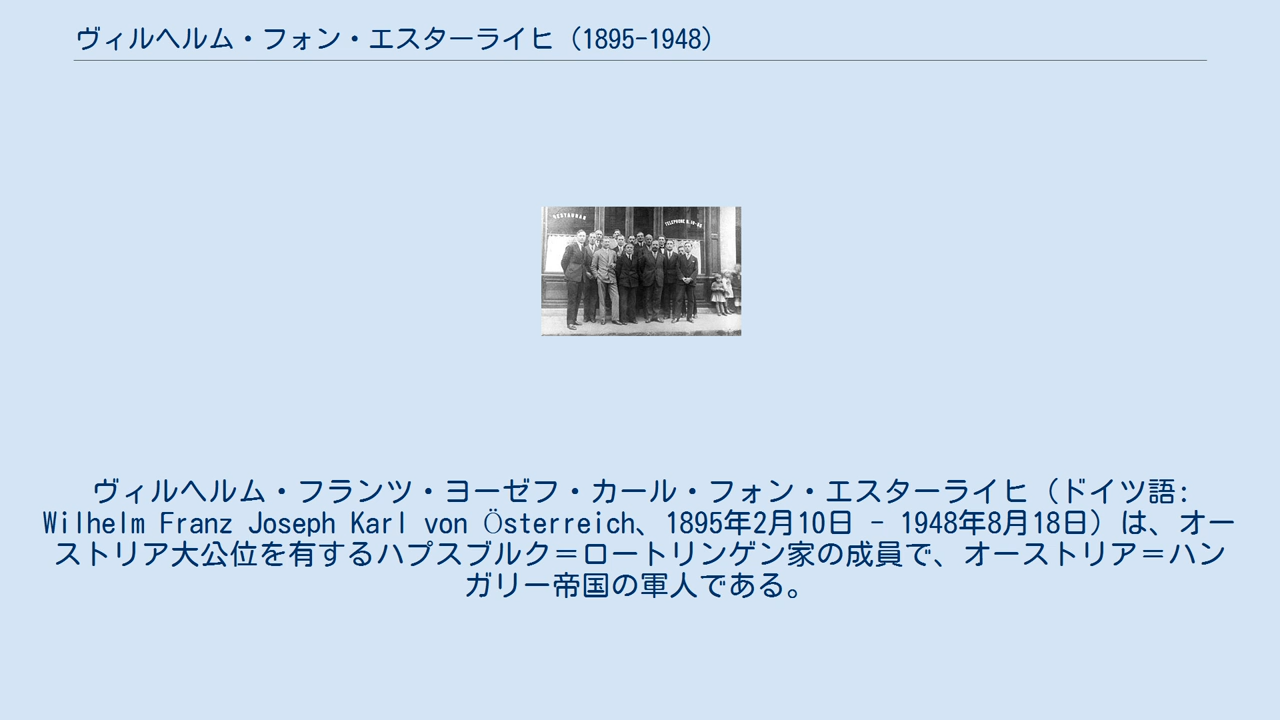 ヴィルヘルム・フォン・エスターライヒ (1895-1948)
RESTAURAN
TELEPHONE
ヴィルヘルム・フランツ・ヨーゼフ・カール・フォン・エスターライヒ（ドイツ語:
Wilhelm Franz Joseph Karl von Österreich、1895年2月10日 - 1948年8月18日）は、オー
ストリア大公位を有するハプスブルク＝ロートリンゲン家の成員で、オーストリア＝ハン
ガリー帝国の軍人である。